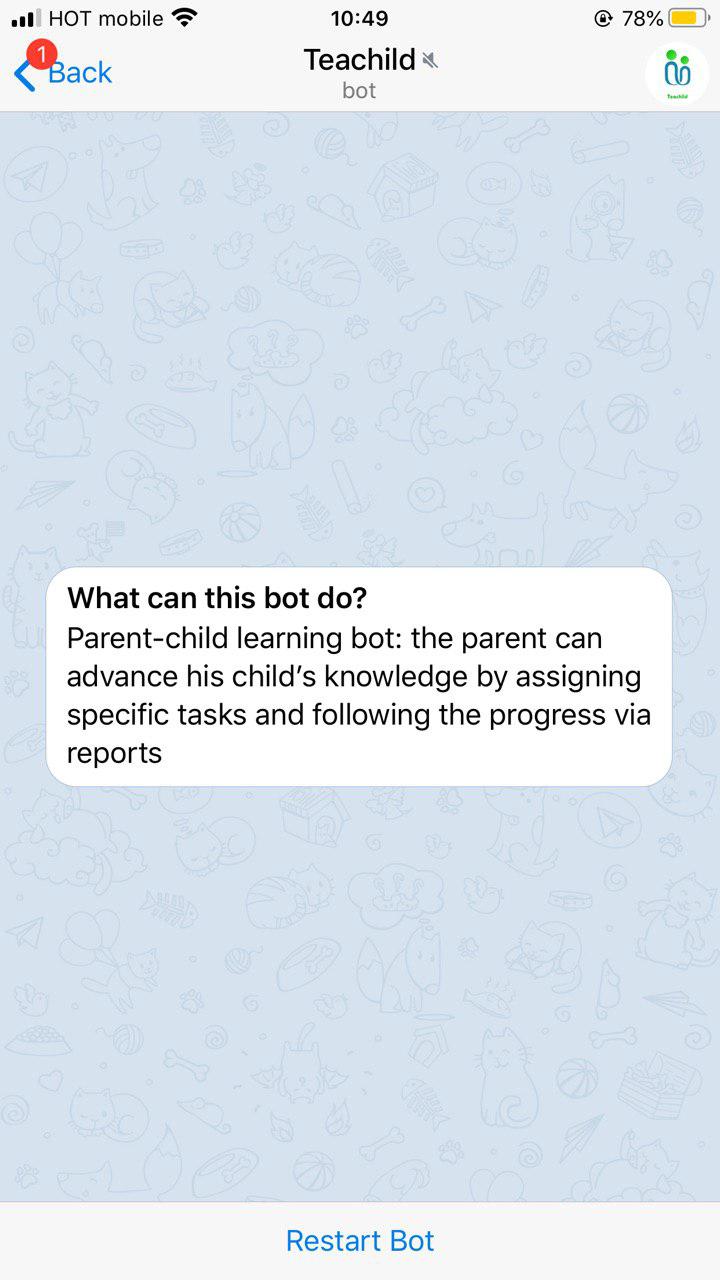 HOT mobile
10:49
78%
1
Back
Teachild
bot
Teachild
What can this bot do?
Parent-child learning bot: the parent can
advance his child’s knowledge by assigning
specific tasks and following the progress via
reports
Restart Bot